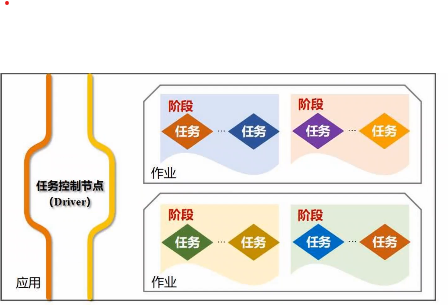 阶段 阶段
任务 … 任务 任务 … 任务
作业
任务控制节点
(Driver)
阶段 阶段
任务 … 任务 任务 … 任务
应用
作业